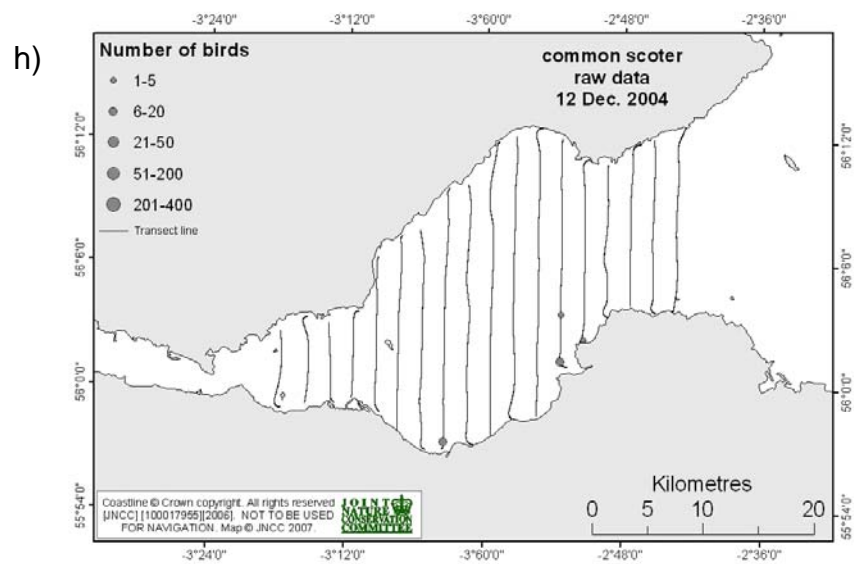 h)
-3°24'0" -3°12'0" -3°60'0" -2°48'0" -2°36'0"
Number of birds
1-5
6-20
21-50
51-200
201-400
Transect line
common scoter
raw data
12 Dec. 2004
56°12'0"
56°6'0"
56°0'0"
55°54'0"
56°12'0"
56°6'0"
56°0'0"
55°54'0"
Coastline © Crown copyright. All rights reserved
[JNCC] [100017955][2006]. NOT TO BE USED
FOR NAVIGATION. Map © JNCC 2007.
JOINT
NATURE
CONSERVATION
COMMITTEE
Kilometres
0 5 10 20
-3°24'0" -3°12'0" -3°60'0" -2°48'0" -2°36'0"